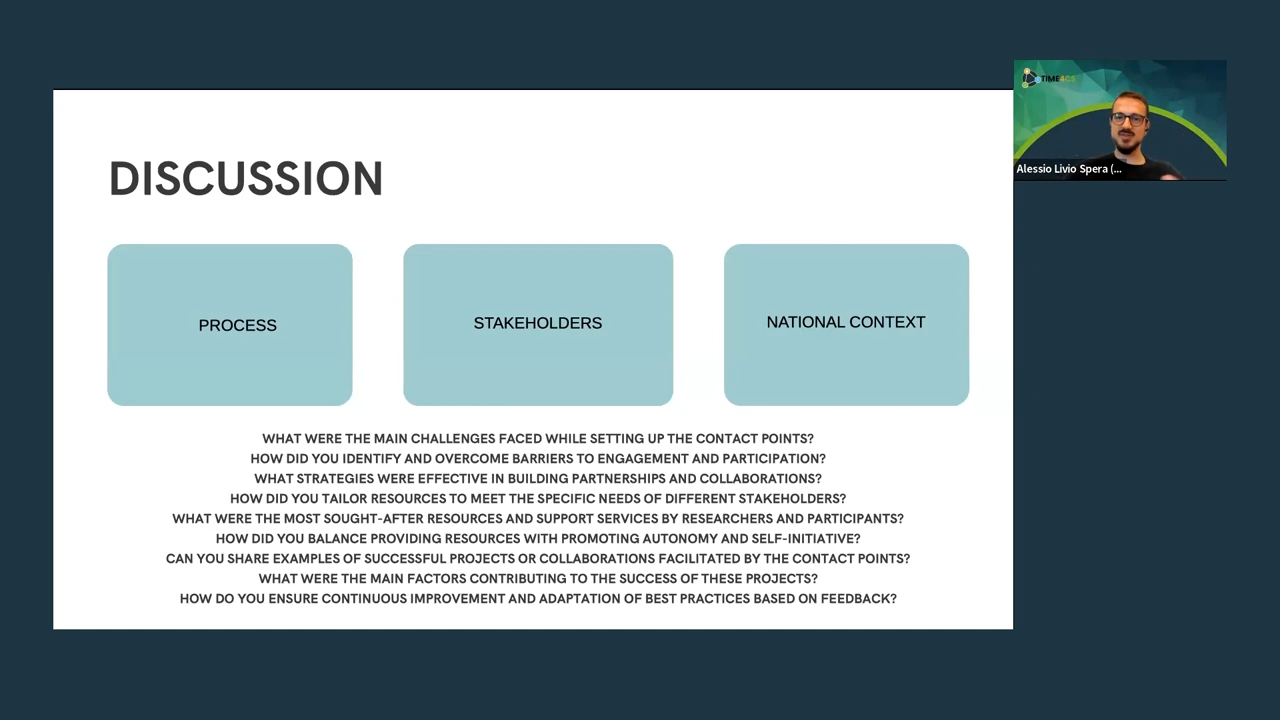 DISCUSSION
PROCESS
STAKEHOLDERS
NATIONAL CONTEXT
WHAT WERE THE MAIN CHALLENGES FACED WHILE SETTING UP THE CONTACT POINTS?
HOW DID YOU IDENTIFY AND OVERCOME BARRIERS TO ENGAGEMENT AND PARTICIPATION?
WHAT STRATEGIES WERE EFFECTIVE IN BUILDING PARTNERSHIPS AND COLLABORATIONS?
HOW DID YOU TAILOR RESOURCES TO MEET THE SPECIFIC NEEDS OF DIFFERENT STAKEHOLDERS?
WHAT WERE THE MOST SOUGHT-AFTER RESOURCES AND SUPPORT SERVICES BY RESEARCHERS AND PARTICIPANTS?
HOW DID YOU BALANCE PROVIDING RESOURCES WITH PROMOTING AUTONOMY AND SELF-INITIATIVE?
CAN YOU SHARE EXAMPLES OF SUCCESSFUL PROJECTS OR COLLABORATIONS FACILITATED BY THE CONTACT POINTS?
WHAT WERE THE MAIN FACTORS CONTRIBUTING TO THE SUCCESS OF THESE PROJECTS?
HOW DO YOU ENSURE CONTINUOUS IMPROVEMENT AND ADAPTATION OF BEST PRACTICES BASED ON FEEDBACK?
TIME4CS
Alessio Livio Spera (...